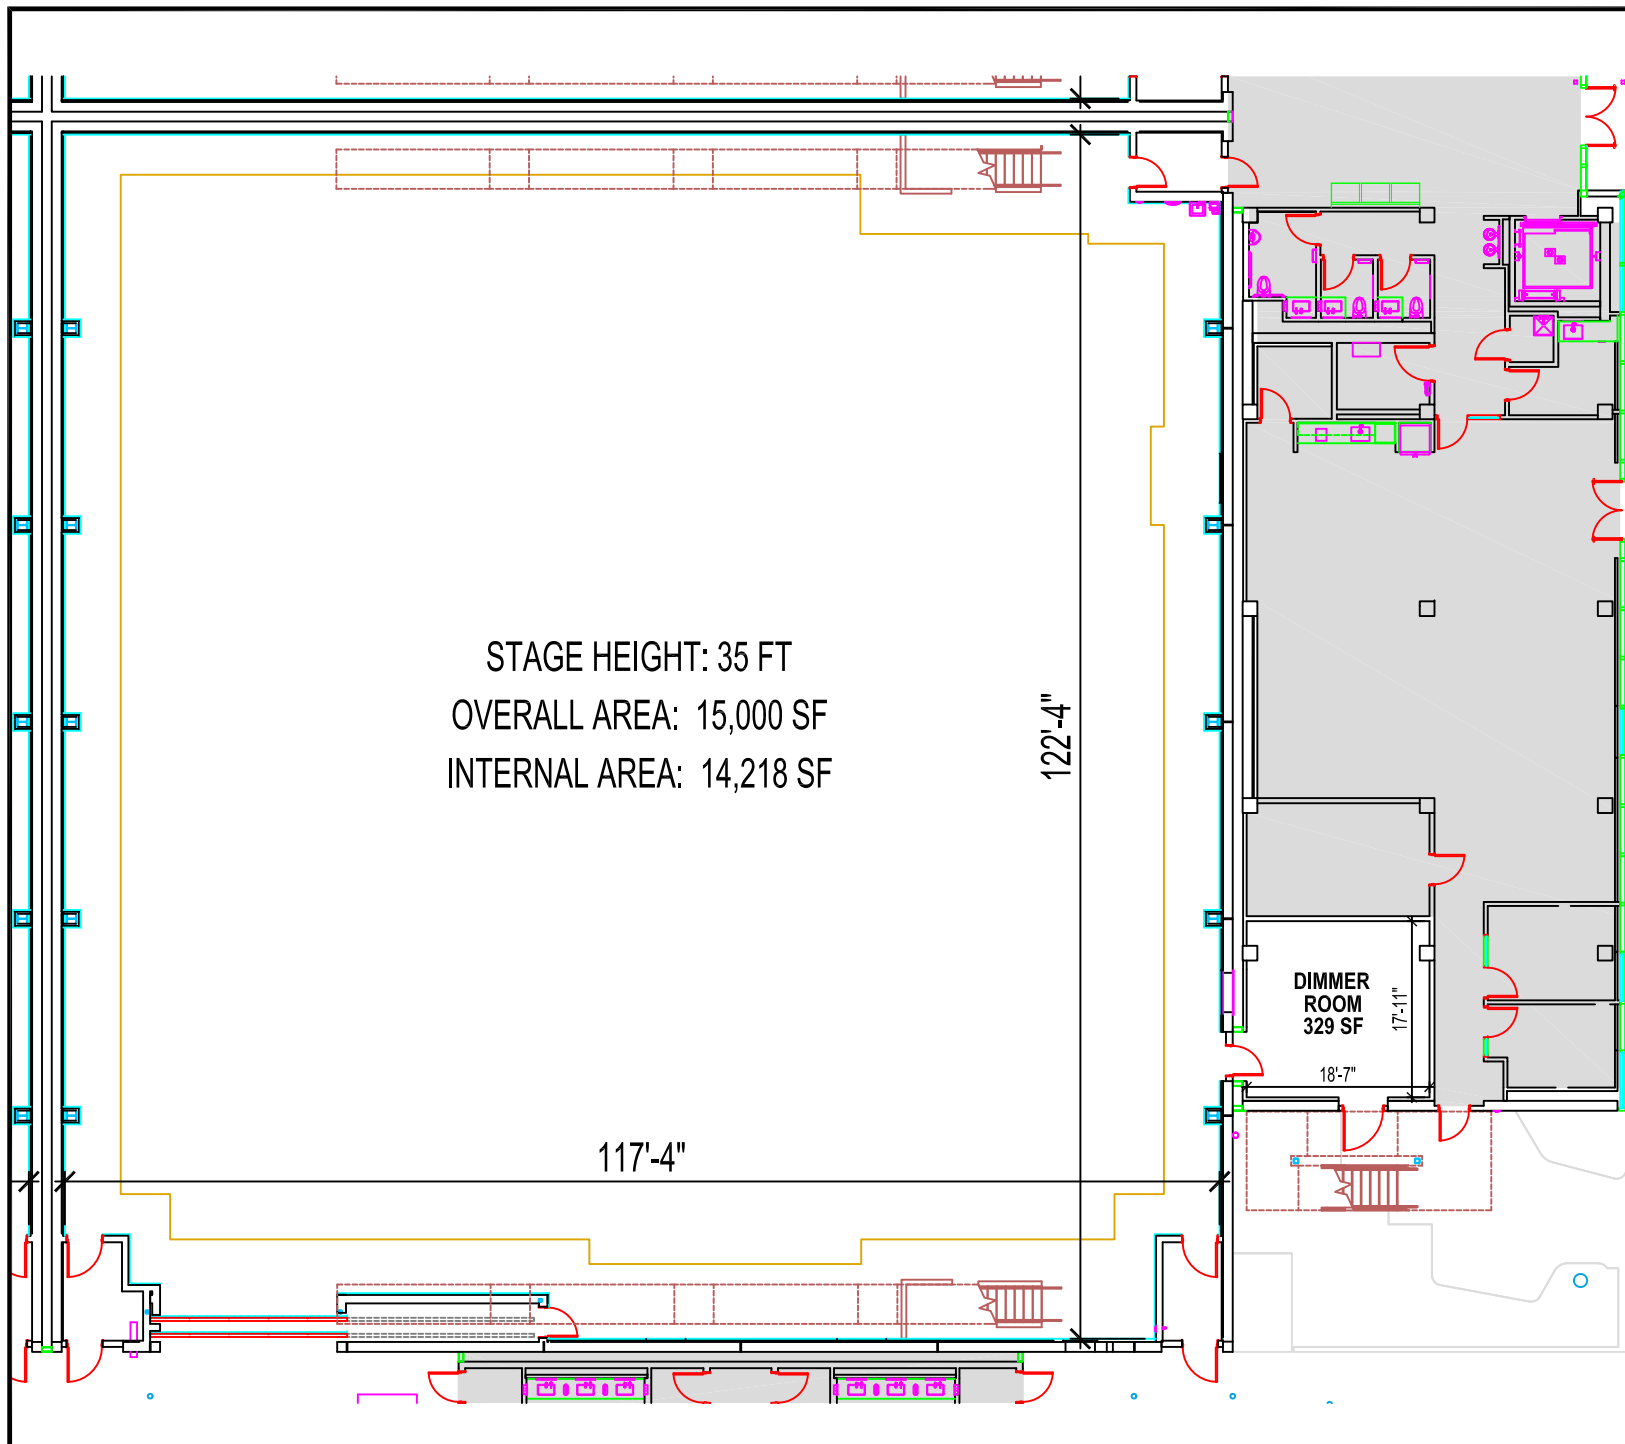 STAGE HEIGHT: 35 FT
OVERALL AREA: 15,000 SF
INTERNAL AREA: 14,218 SF
122'-4"
117'-4"
DIMMER
ROOM
329 SF
17'-11"
18'-7"